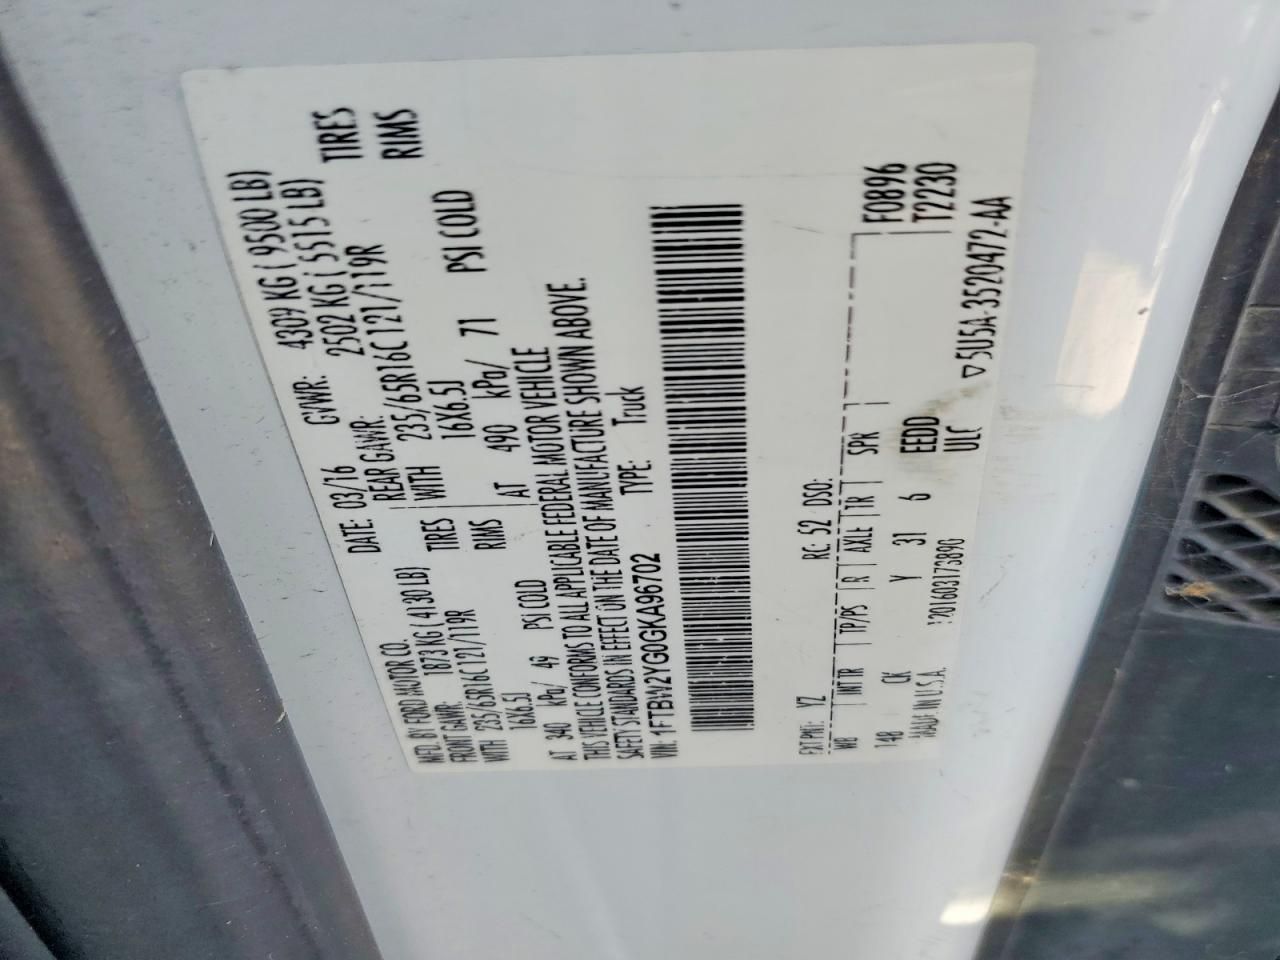 MFD. BY FORD MOTOR CO.
DATE: 03/16 GVWR: 4309 KG ( 9500 LB)
FRONT GAWR: 1873 KG ( 4130 LB) REAR GAWR: 2502 KG ( 5515 LB)
WITH 235/65R16C 121/119R TIRES WITH 235/65R16C 121/119R TIRES
16X6.5J RIMS 16X6.5J RIMS
AT 340 kPa/ 49 PSI COLD AT 490 kPa/ 71 PSI COLD
THIS VEHICLE CONFORMS TO ALL APPLICABLE FEDERAL MOTOR VEHICLE
SAFETY STANDARDS IN EFFECT ON THE DATE OF MANUFACTURE SHOWN ABOVE.
VIN: 1FTBW2YG0GKA96702 TYPE: Truck
EXT PNT: YZ RC: 52 DSO: F0896
WB INT TR TP/PS R AXLE TR SPR T2230
148 CK Y 31 6 EEDD
MADE IN U.S.A. ULC
▽5U5A-3520472-AA